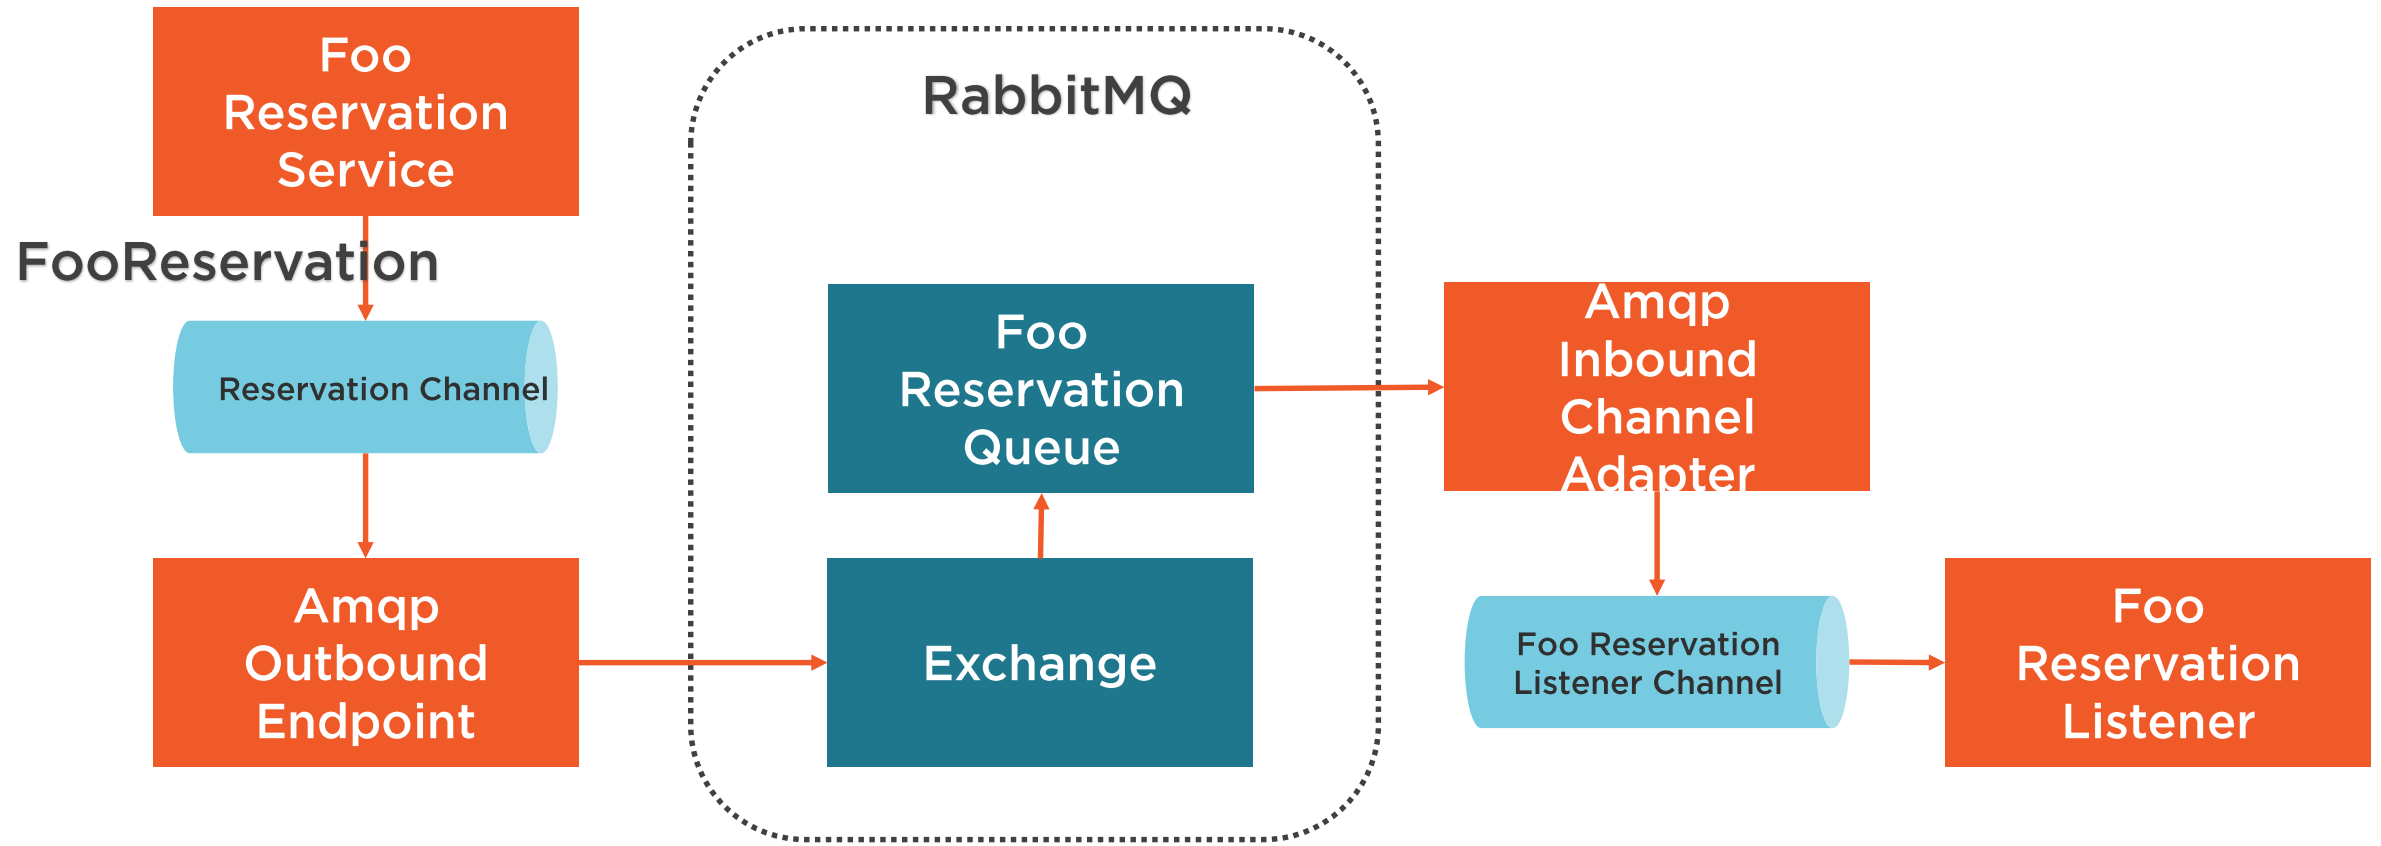 Foo
Reservation
Service
FooReservation
Reservation Channel
Amqp
Outbound
Endpoint
RabbitMQ
Foo
Reservation
Queue
Exchange
Amqp
Inbound
Channel
Adapter
Foo Reservation
Listener Channel
Foo
Reservation
Listener